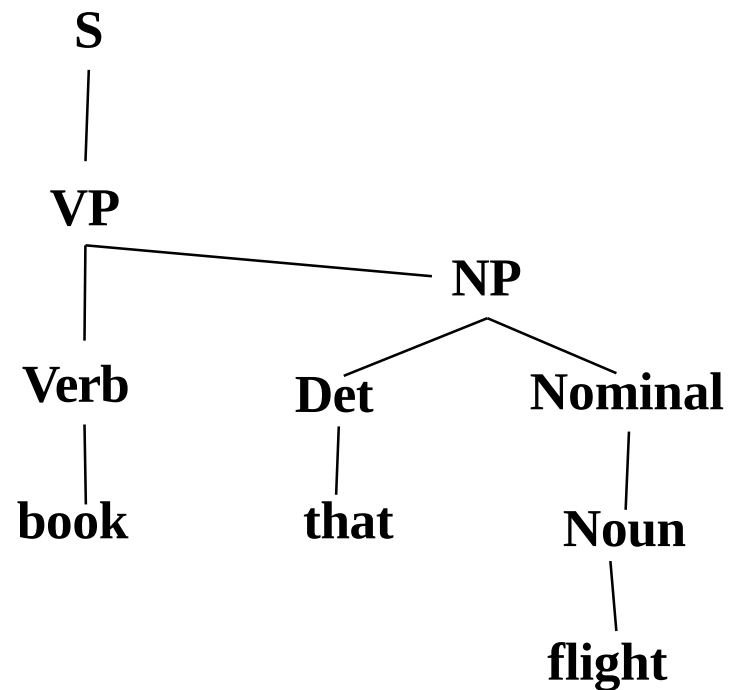 S
VP
NP
Verb Det Nominal
book that Noun
flight